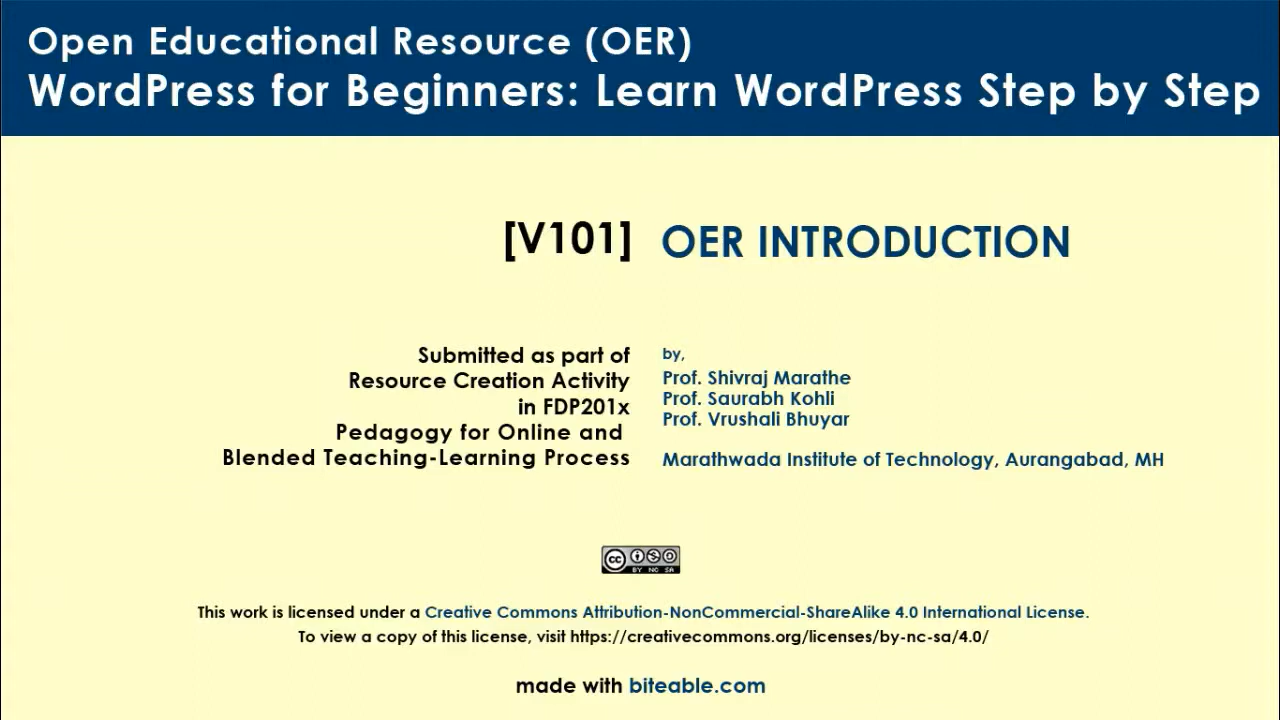 Open Educational Resource (OER)
WordPress for Beginners: Learn WordPress Step by Step
[V101] OER INTRODUCTION
Submitted as part of
Resource Creation Activity
in FDP201x
Pedagogy for Online and
Blended Teaching-Learning Process
by,
Prof. Shivraj Marathe
Prof. Saurabh Kohli
Prof. Vrushali Bhuyar
Marathwada Institute of Technology, Aurangabad, MH
cc
BY NC SA
This work is licensed under a Creative Commons Attribution-NonCommercial-ShareAlike 4.0 International License.
To view a copy of this license, visit https://creativecommons.org/licenses/by-nc-sa/4.0/
made with biteable.com